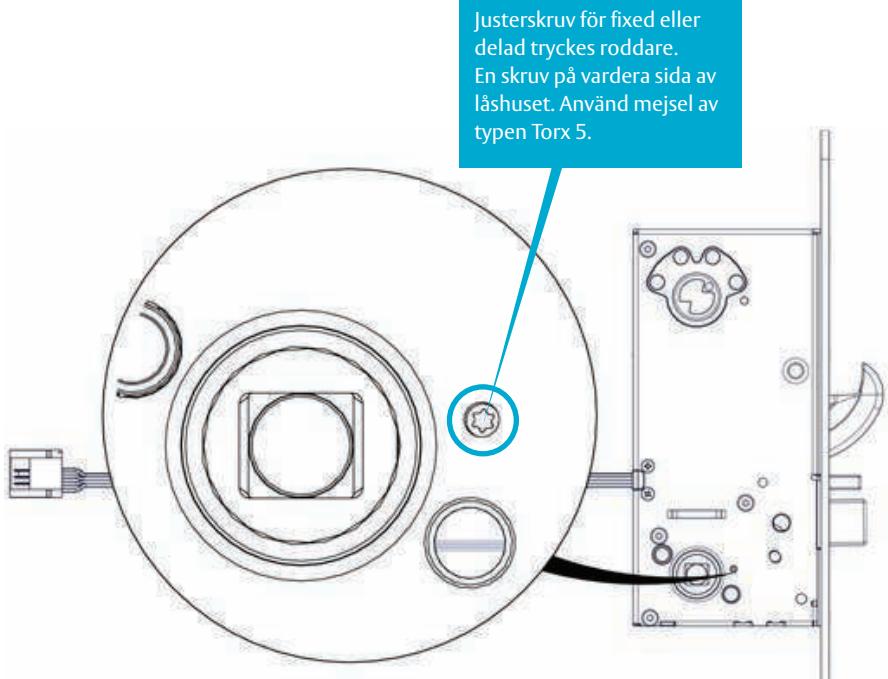 Justerskruv för fixed eller
delad tryckes roddare.
En skruv på vardera sida av
låshuset. Använd mejsel av
typen Torx 5.